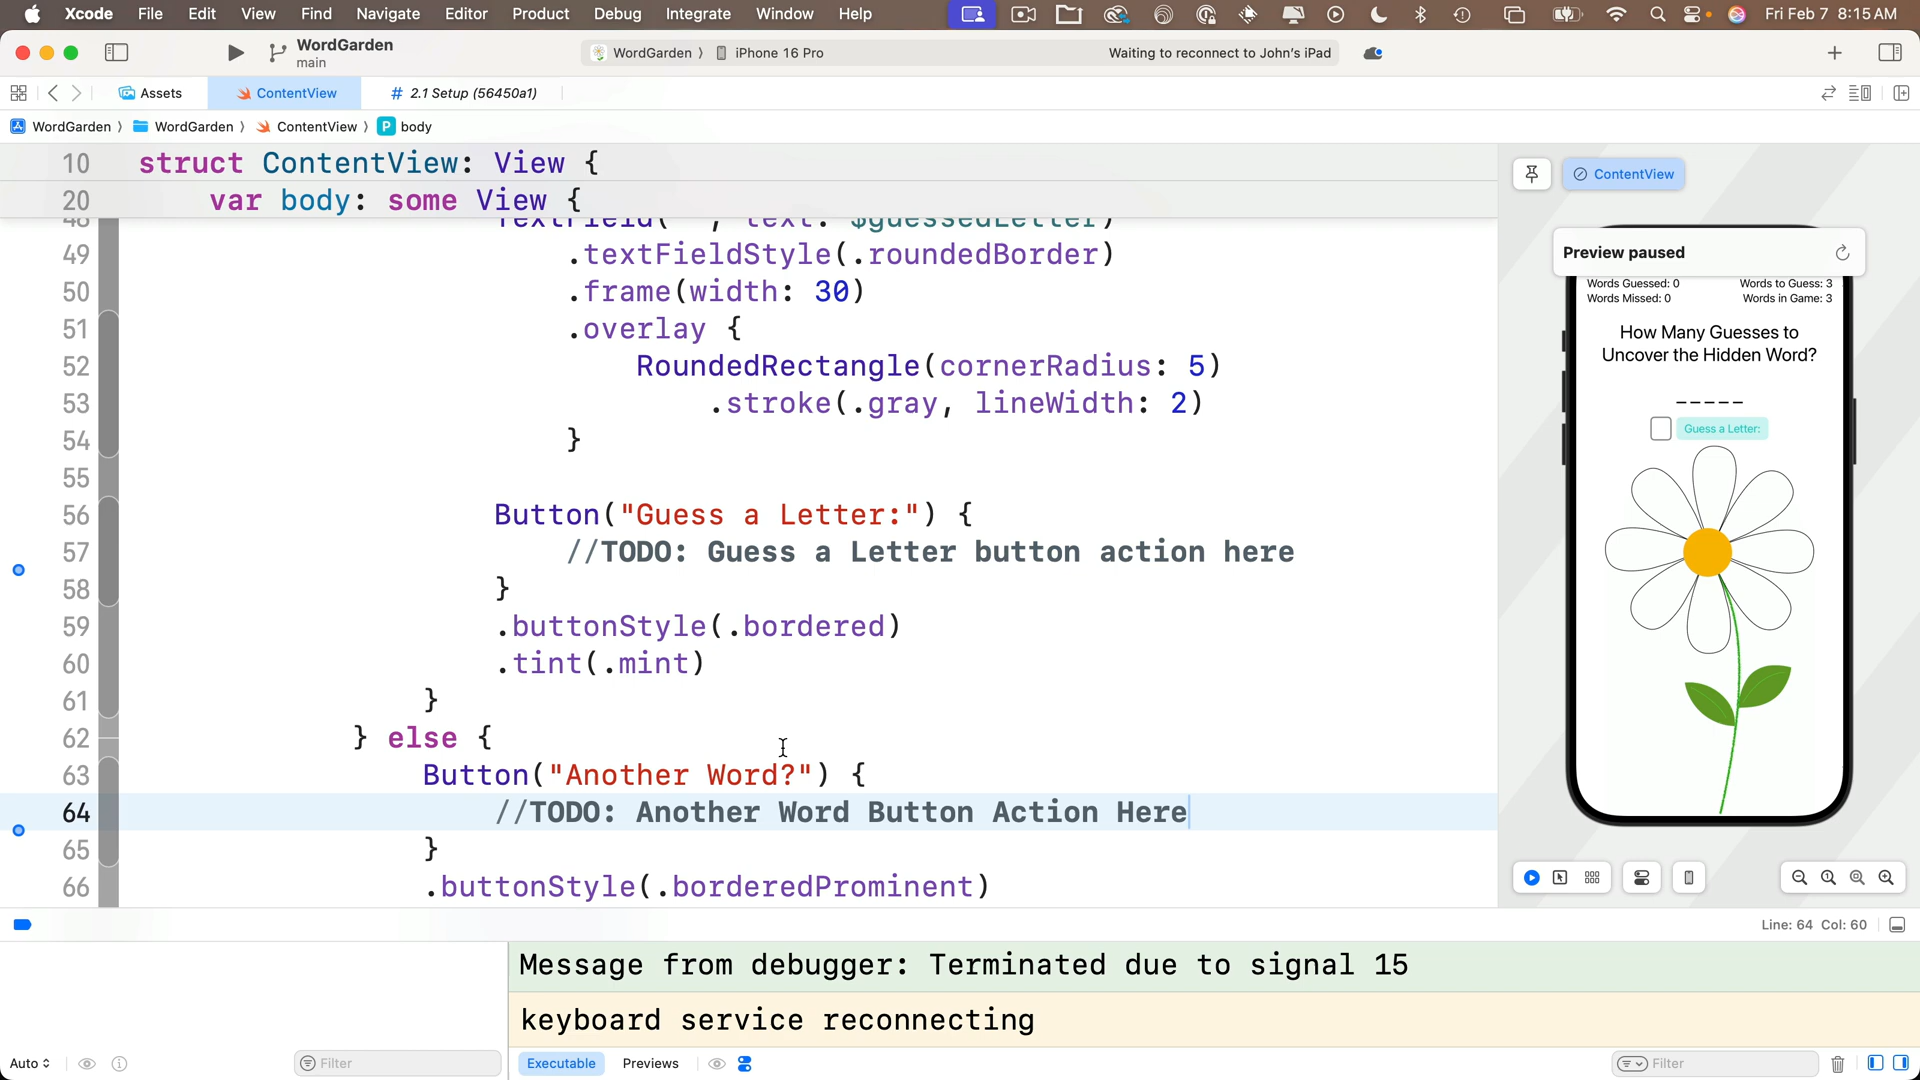 Xcode File Edit View Find Navigate Editor Product Debug Integrate Window Help Fri Feb 7 8:15 AM
WordGarden
main
WordGarden 〉 iPhone 16 Pro Waiting to reconnect to John's iPad
Assets ContentView # 2.1 Setup (56450a1)
WordGarden 〉 WordGarden 〉 ContentView 〉 P body
10 struct ContentView: View {
20 var body: some View {
48 TextField("", text: $guessedLetter)
49 .textFieldStyle(.roundedBorder)
50 .frame(width: 30)
51 .overlay {
52 RoundedRectangle(cornerRadius: 5)
53 .stroke(.gray, lineWidth: 2)
54 }
55
56 Button("Guess a Letter:") {
57 //TODO: Guess a Letter button action here
58 }
59 .buttonStyle(.bordered)
60 .tint(.mint)
61 }
62 } else {
63 Button("Another Word?") {
64 //TODO: Another Word Button Action Here
65 }
66 .buttonStyle(.borderedProminent)
ContentView
Preview paused
Words Guessed: 0 Words to Guess: 3
Words Missed: 0 Words in Game: 3
How Many Guesses to
Uncover the Hidden Word?
_ _ _ _ _
Guess a Letter:
Line: 64 Col: 60
Message from debugger: Terminated due to signal 15
keyboard service reconnecting
Auto Filter Executable Previews Filter